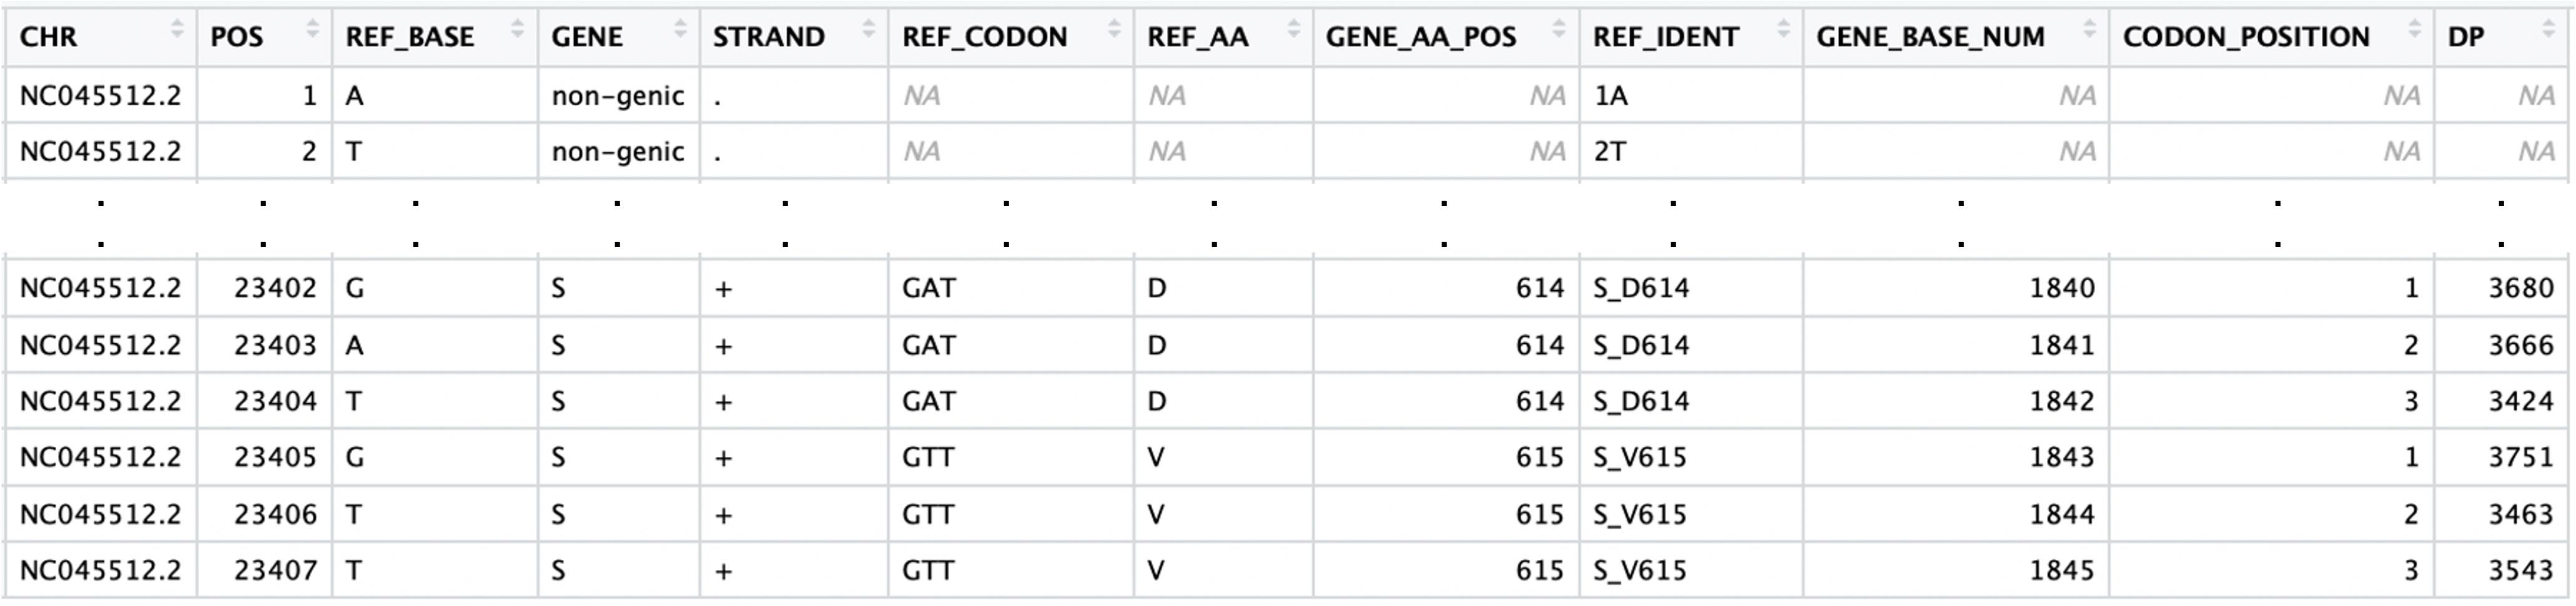 CHR POS REF_BASE GENE STRAND REF_CODON REF_AA GENE_AA_POS REF_IDENT GENE_BASE_NUM CODON_POSITION DP
NC045512.2 1 A non-genic . NA NA NA 1A NA NA NA
NC045512.2 2 T non-genic . NA NA NA 2T NA NA NA
: : : : : : : : : : : :
NC045512.2 23402 G S + GAT D 614 S_D614 1840 1 3680
NC045512.2 23403 A S + GAT D 614 S_D614 1841 2 3666
NC045512.2 23404 T S + GAT D 614 S_D614 1842 3 3424
NC045512.2 23405 G S + GTT V 615 S_V615 1843 1 3751
NC045512.2 23406 T S + GTT V 615 S_V615 1844 2 3463
NC045512.2 23407 T S + GTT V 615 S_V615 1845 3 3543